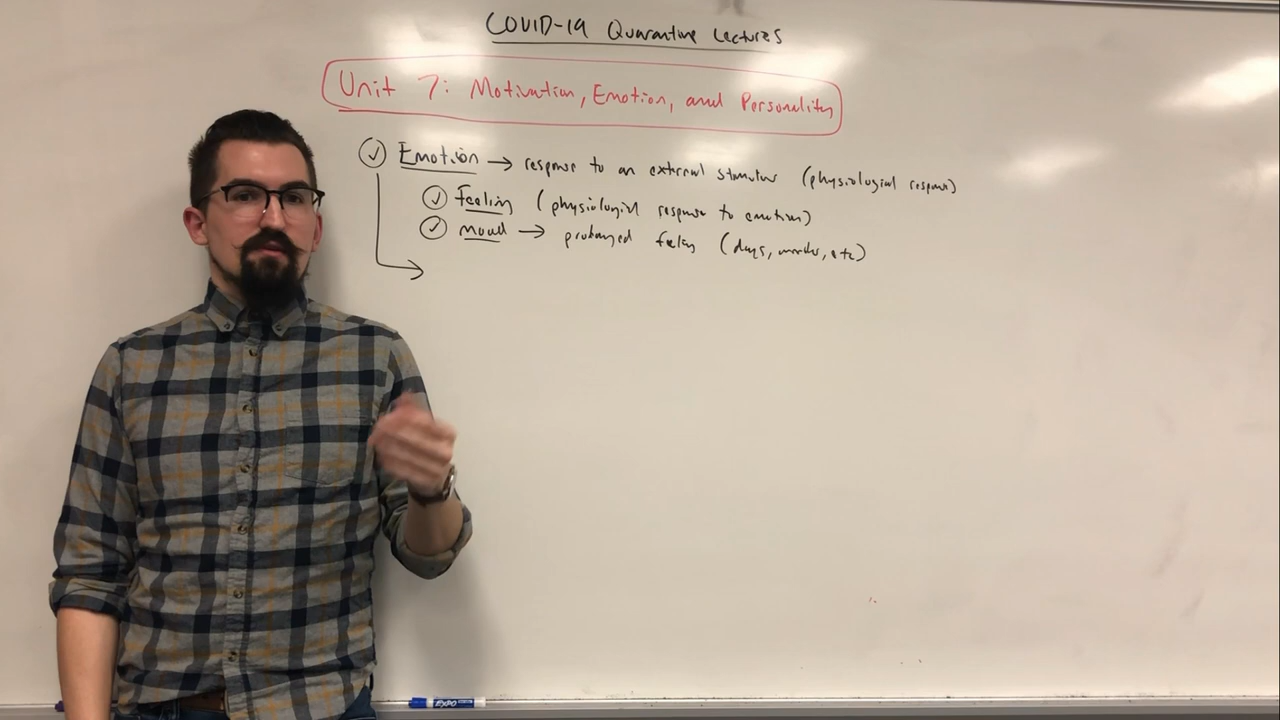 COVID-19 Quarantine Lectures
Unit 7: Motivation, Emotion, and Personality
Emotion → response to an external stimulus (physiological response)
Feeling (physiological response to emotion)
mood → prolonged feeling (days, months, etc)
EXPO